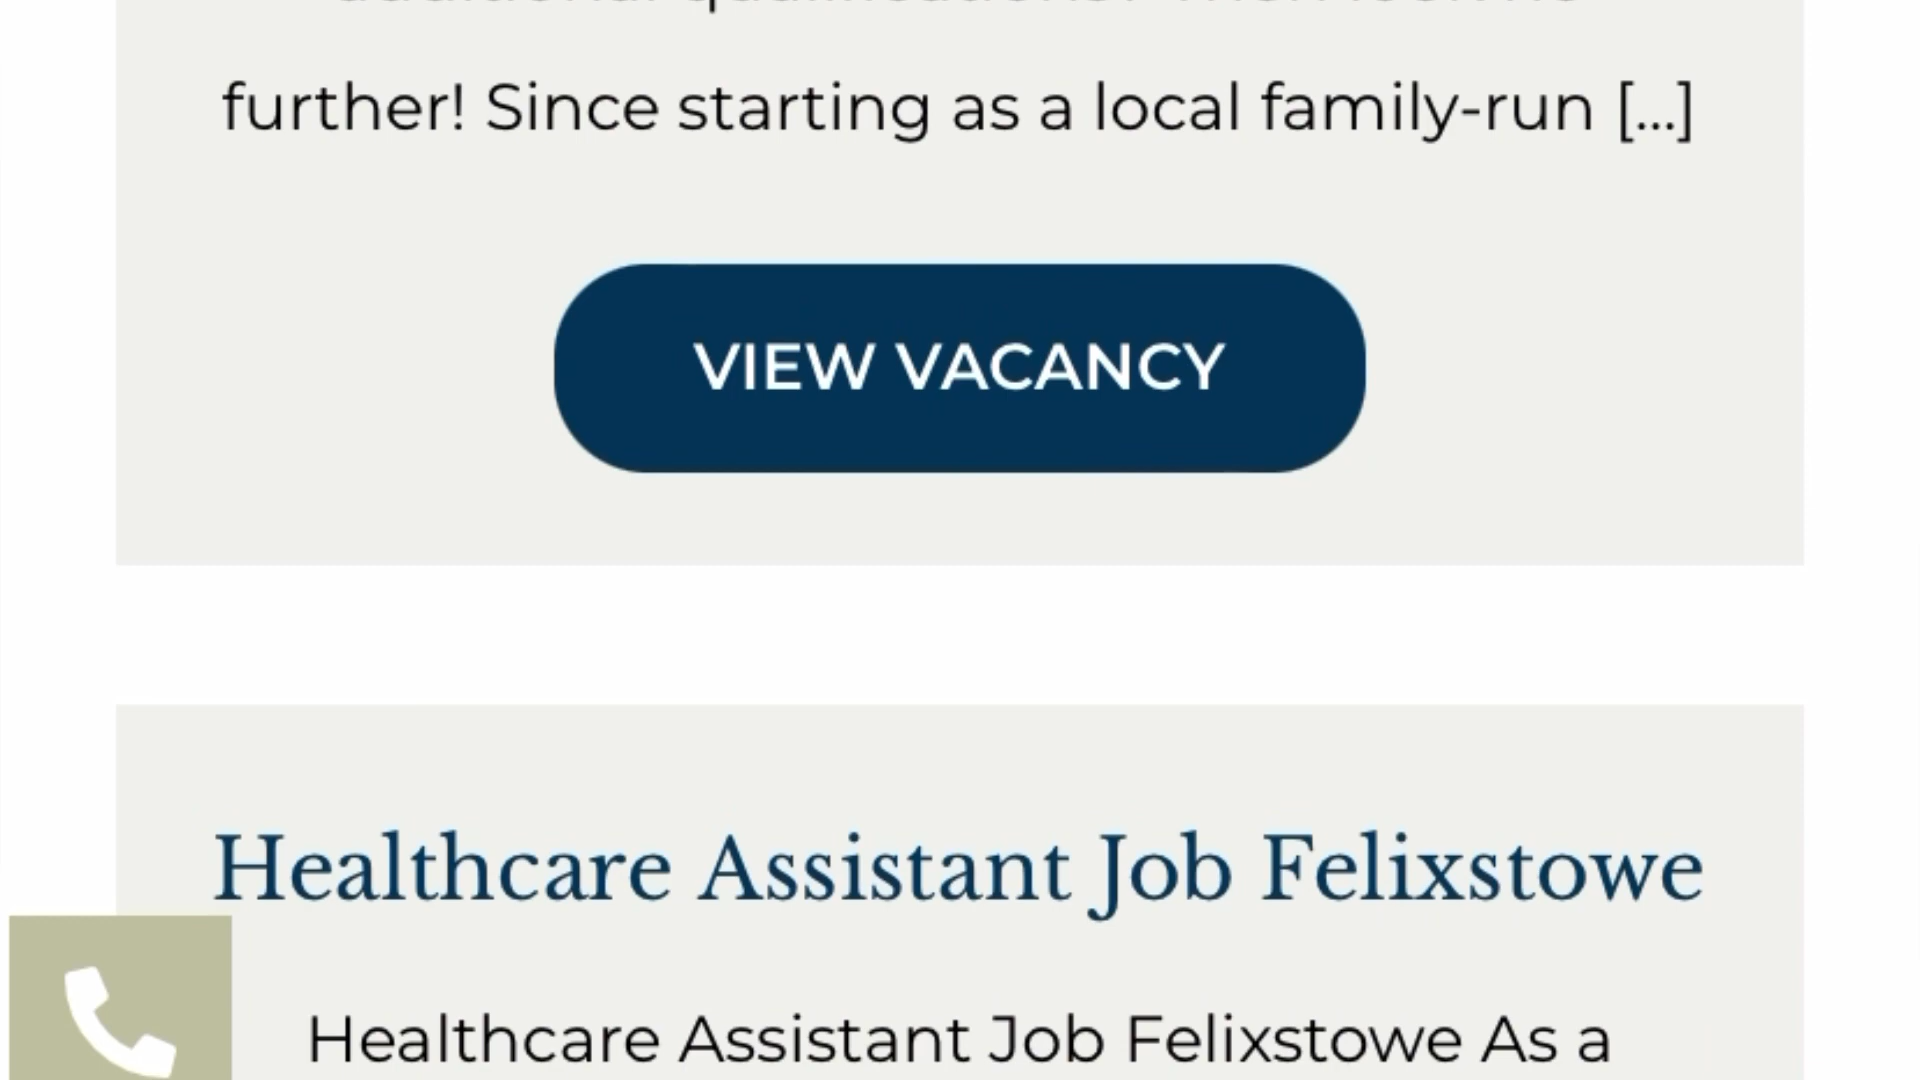 further! Since starting as a local family-run [...]
VIEW VACANCY
Healthcare Assistant Job Felixstowe
Healthcare Assistant Job Felixstowe As a